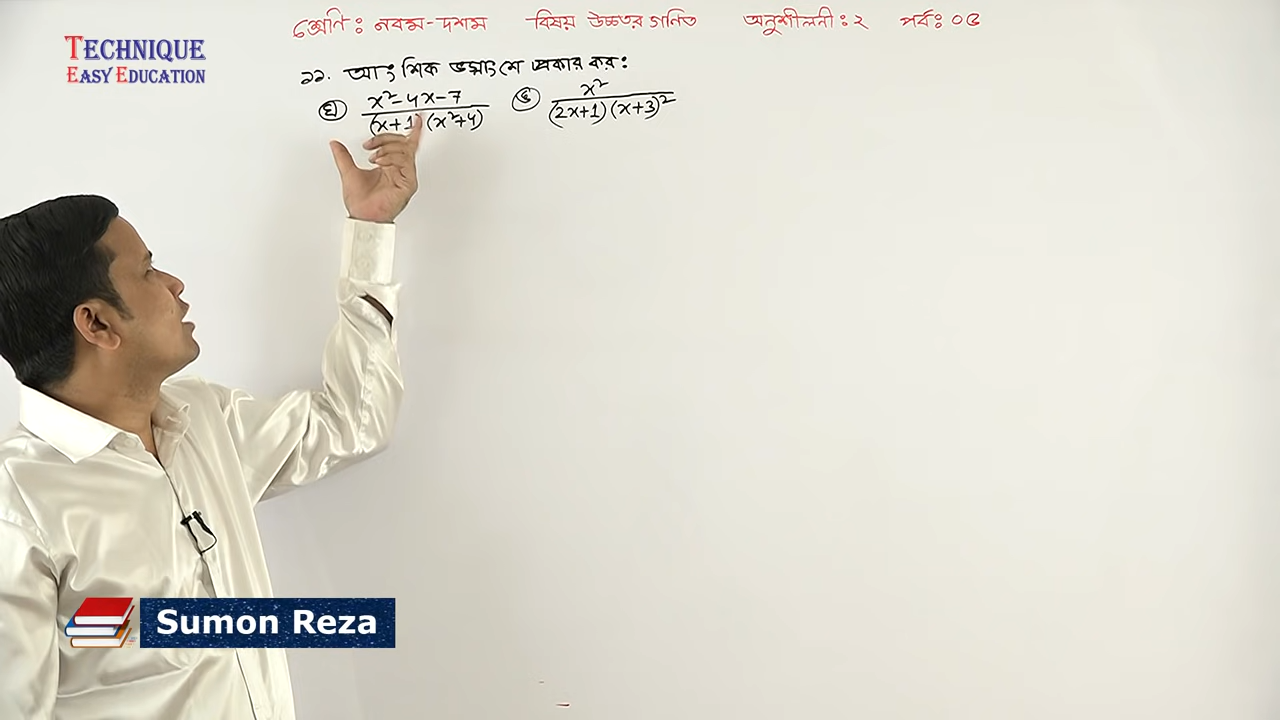 TECHNIQUE
EASY EDUCATION
শ্রেণি : নবম-দশম বিষয় উচ্চতর গণিত অনুশীলনী : ২ পর্ব : ০৫
১১. আংশিক ভগ্নাংশে প্রকাশ কর :
ঘ (x²-4x-7)/((x+1)(x²+4)) ঙ x²/((2x+1)(x+3)²)
Sumon Reza